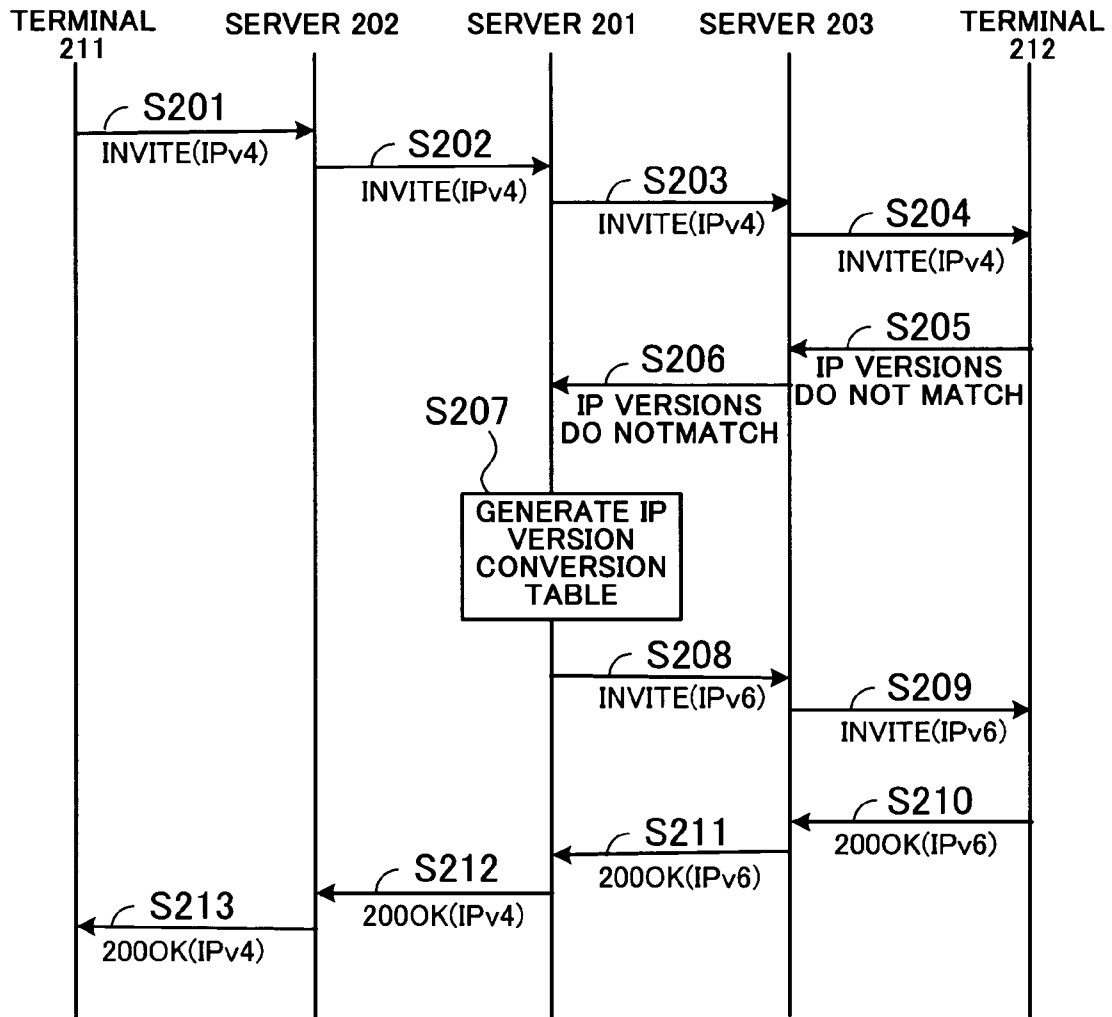 TERMINAL
211
SERVER 202
SERVER 201
SERVER 203
TERMINAL
212
S201
INVITE(IPv4)
S202
INVITE(IPv4)
S203
INVITE(IPv4)
S204
INVITE(IPv4)
S205
IP VERSIONS
DO NOT MATCH
S206
IP VERSIONS
DO NOTMATCH
S207
GENERATE IP
VERSION
CONVERSION
TABLE
S208
INVITE(IPv6)
S209
INVITE(IPv6)
S210
200OK(IPv6)
S211
200OK(IPv6)
S212
200OK(IPv4)
S213
200OK(IPv4)